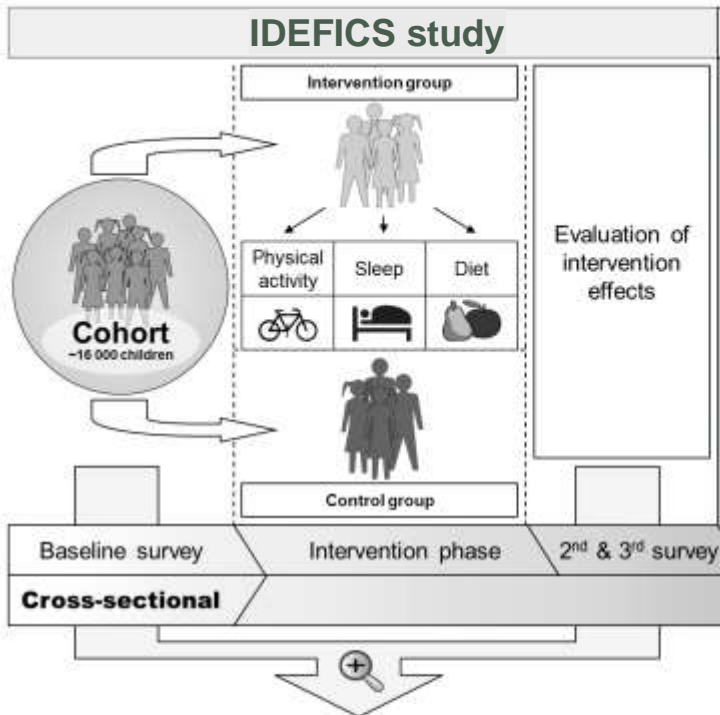 IDEFICS study
Intervention group
Physical
activity
Sleep
Diet
Evaluation of
intervention
effects
Cohort
~16 000 children
Control group
Baseline survey
Intervention phase
2nd & 3rd survey
Cross-sectional